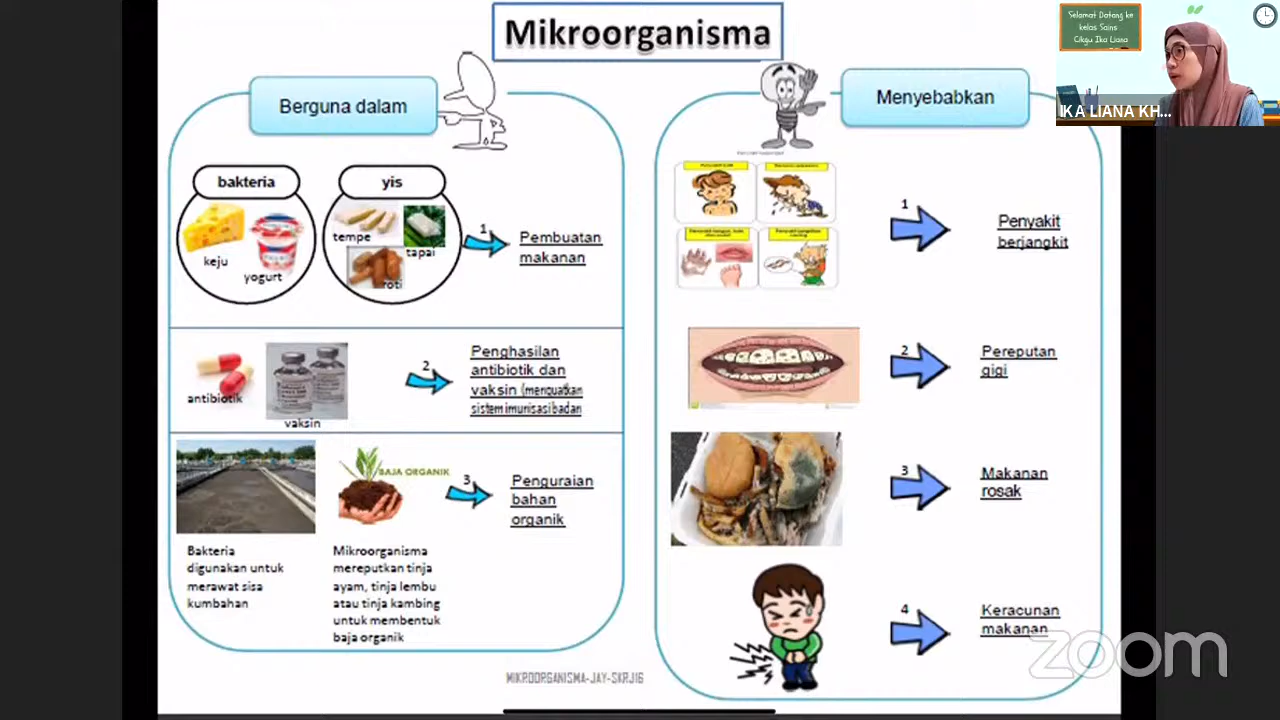 Mikroorganisma
Selamat Datang ke
kelas Sains
Cikgu Ika Liana
IKA LIANA KH...
Berguna dalam
bakteria
yis
keju
yogurt
tempe
tapai
roti
1
Pembuatan
makanan
antibiotik
vaksin
2
Penghasilan
antibiotik dan
vaksin (menguatkan
sistem imunisasi badan
BAJA ORGANIK
3
Penguraian
bahan
organik
Bakteria
digunakan untuk
merawat sisa
kumbahan
Mikroorganisma
mereputkan tinja
ayam, tinja lembu
atau tinja kambing
untuk membentuk
baja organik
Menyebabkan
1
Penyakit
berjangkit
2
Pereputan
gigi
3
Makanan
rosak
4
Keracunan
makanan
MIKROORGANISMA-JAY-SKRJ16
zoom